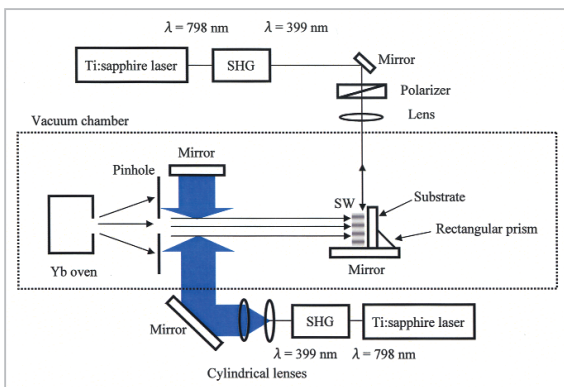 λ = 798 nm
λ = 399 nm
Ti:sapphire laser
SHG
Mirror
Polarizer
Lens
Vacuum chamber
Mirror
Pinhole
SW
Substrate
Rectangular prism
Yb oven
Mirror
Mirror
SHG
Ti:sapphire laser
λ = 399 nm
λ = 798 nm
Cylindrical lenses